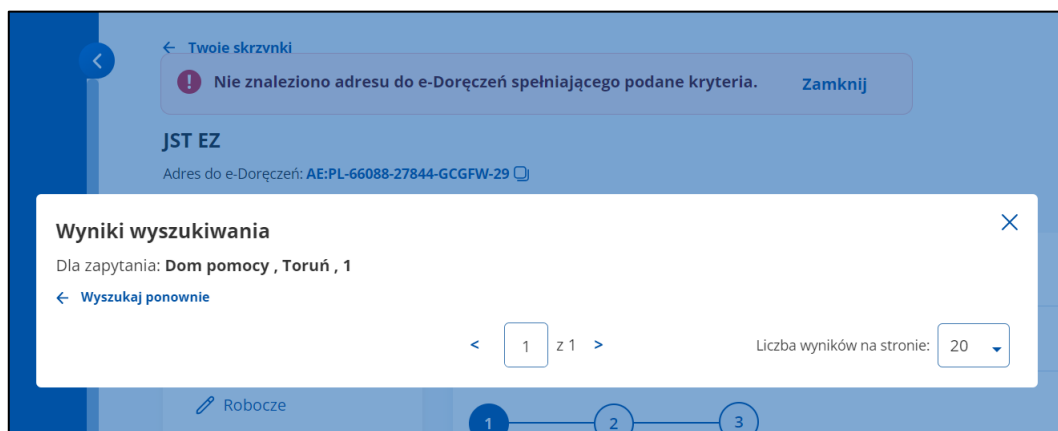 Twoje skrzynki
Nie znaleziono adresu do e-Doręczeń spełniającego podane kryteria. Zamknij
JST EZ
Adres do e-Doręczeń: AE:PL-66088-27844-GCGFW-29
Wyniki wyszukiwania
Dla zapytania: Dom pomocy , Toruń , 1
Wyszukaj ponownie
< 1 z 1 > Liczba wyników na stronie: 20
Robocze
1 2 3